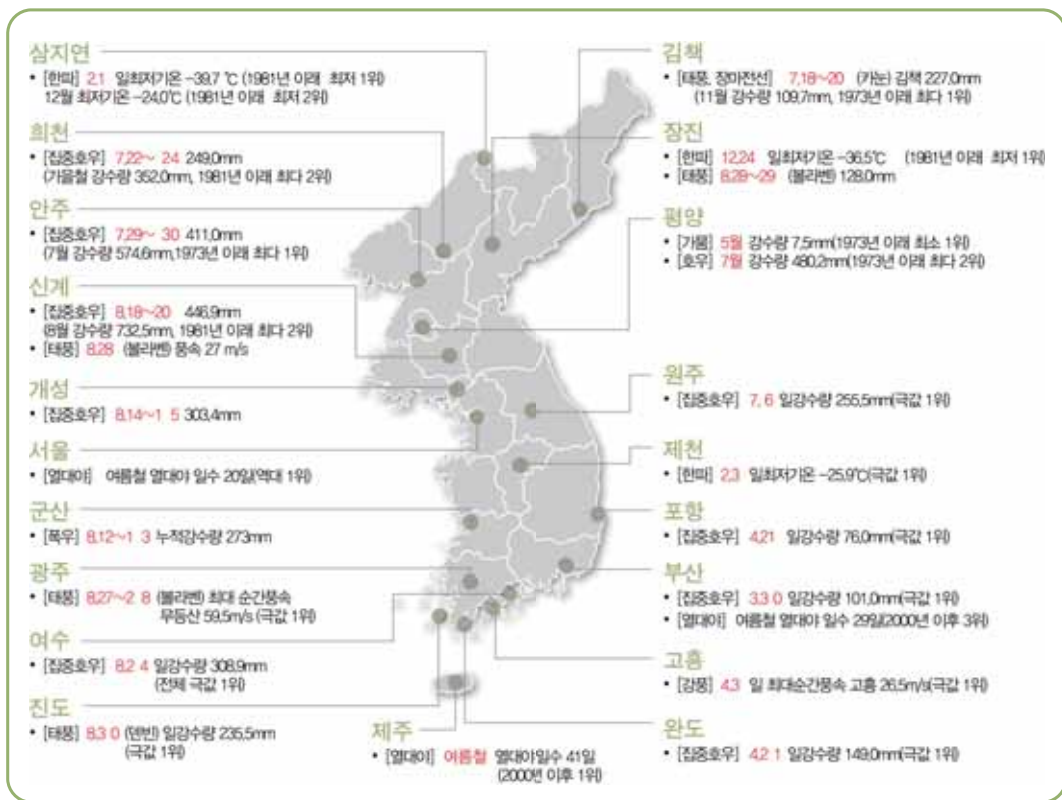 삼지연
• [한파] 2.1 일최저기온 -39.7 ℃ (1981년 이래 최저 1위)
12월 최저기온 -24.0℃ (1981년 이래 최저 2위)
희천
• [집중호우] 7.22～ 24 249.0mm
(가을철 강수량 352.0mm, 1981년 이래 최다 2위)
안주
• [집중호우] 7.29～ 30 411.0mm
(7월 강수량 574.6mm,1973년 이래 최다 1위)
신계
• [집중호우] 8.18～20 446.9mm
(8월 강수량 732.5mm, 1981년 이래 최다 2위)
• [태풍] 8.28 (볼라벤) 풍속 27 m/s
개성
• [집중호우] 8.14～1 5 303.4mm
서울
• [열대야] 여름철 열대야 일수 20일(역대 1위)
군산
• [폭우] 8.12～1 3 누적강수량 273mm
광주
• [태풍] 8.27～2 8 (볼라벤) 최대 순간풍속
무등산 59.5m/s (극값 1위)
여수
• [집중호우] 8.2 4 일강수량 308.9mm
(전체 극값 1위)
진도
• [태풍] 8.3 0 (덴빈) 일강수량 235.5mm
(극값 1위)
제주
• [열대야] 여름철 열대야일수 41일
(2000년 이후 1위)
김책
• [태풍, 장마전선] 7.18～20 (카눈) 김책 227.0mm
(11월 강수량 109.7mm, 1973년 이래 최다 1위)
장진
• [한파] 12.24 일최저기온 -36.5℃ (1981년 이래 최저 1위)
• [태풍] 8.28～29 (볼라벤) 128.0mm
평양
• [가뭄] 5월 강수량 7.5mm(1973년 이래 최소 1위)
• [호우] 7월 강수량 480.2mm(1973년 이래 최다 2위)
원주
• [집중호우] 7. 6 일강수량 255.5mm(극값 1위)
제천
• [한파] 2.3 일최저기온 -25.9℃(극값 1위)
포항
• [집중호우] 4.21 일강수량 76.0mm(극값 1위)
부산
• [집중호우] 3.3 0 일강수량 101.0mm(극값 1위)
• [열대야] 여름철 열대야 일수 29일(2000년 이후 3위)
고흥
• [강풍] 4.3 일 최대순간풍속 고흥 26.5m/s(극값 1위)
완도
• [집중호우] 4.2 1 일강수량 149.0mm(극값 1위)